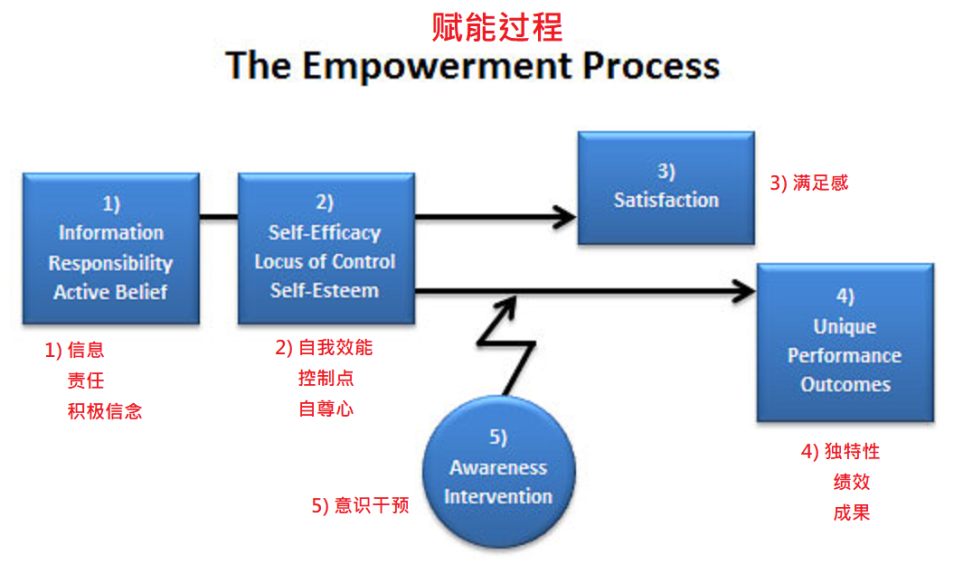 赋能过程
The Empowerment Process
1)
Information
Responsibility
Active Belief
1) 信息
责任
积极信念
2)
Self-Efficacy
Locus of Control
Self-Esteem
2) 自我效能
控制点
自尊心
3)
Satisfaction
3) 满足感
4)
Unique
Performance
Outcomes
4) 独特性
绩效
成果
5)
Awareness
Intervention
5) 意识干预